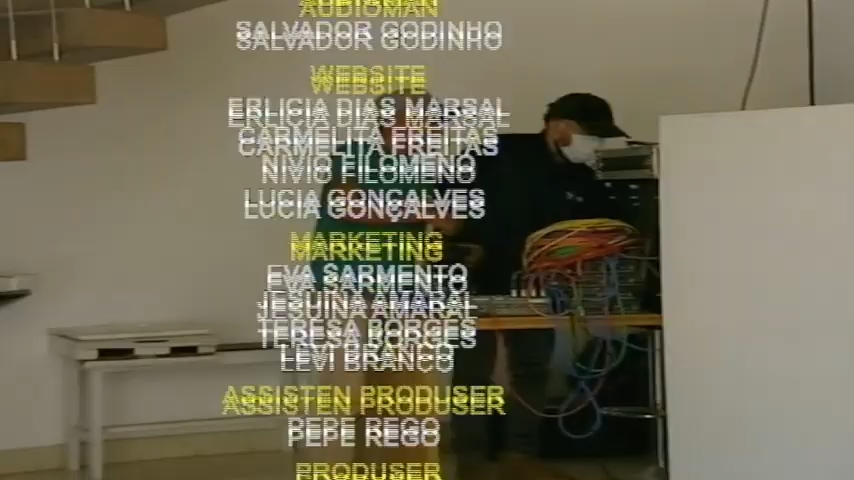 AUDIOMAN
SALVADOR GODINHO
WEBSITE
ERLICIA DIAS MARSAL
CARMELITA FREITAS
NIVIO FILOMENO
LUCIA GONÇALVES
MARKETING
EVA SARMENTO
JESUINA AMARAL
TERESA BORGES
LEVI BRANCO
ASSISTEN PRODUSER
PEPE REGO
PRODUSER